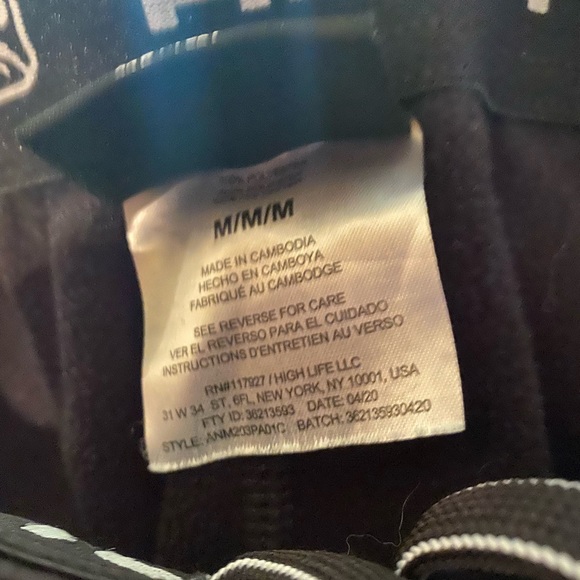 M/M/M
MADE IN CAMBODIA
HECHO EN CAMBOYA
FABRIQUÉ AU CAMBODGE
SEE REVERSE FOR CARE
VER EL REVERSO PARA EL CUIDADO
INSTRUCTIONS D'ENTRETIEN AU VERSO
RN#117927 / HIGH LIFE LLC
31 W 34 ST, 6FL, NEW YORK, NY 10001, USA
FTY ID: 36213593 DATE: 04/20
STYLE: ANM203PA01C BATCH: 362135930420